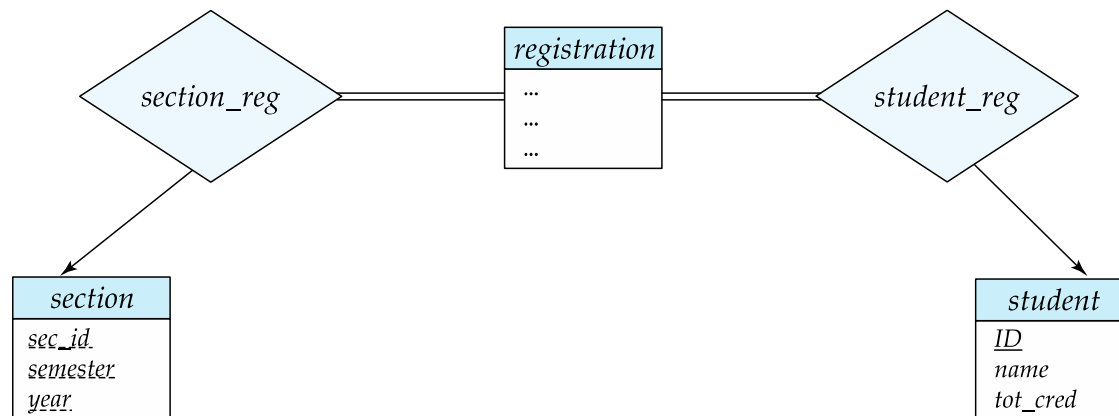 section_reg
registration
...
...
...
student_reg
section
sec_id
semester
year
student
ID
name
tot_cred